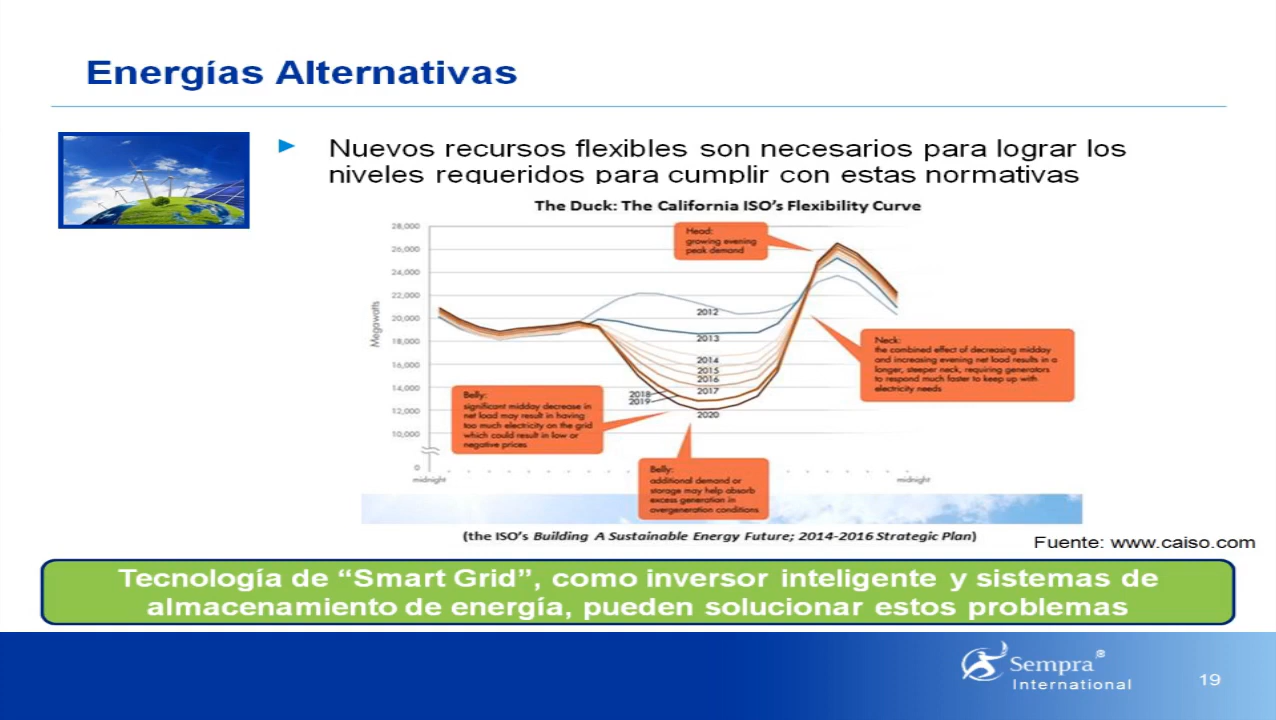 Energías Alternativas
Nuevos recursos flexibles son necesarios para lograr los
niveles requeridos para cumplir con estas normativas
The Duck: The California ISO’s Flexibility Curve
28,000
26,000
24,000
22,000
20,000
18,000
16,000
14,000
12,000
10,000
0
Megawatts
midnight
midnight
Head:
growing evening
peak demand
2012
2013
2014
2015
2016
2017
2018
2019
2020
Neck:
the combined effect of decreasing midday
and increasing evening net load results in a
longer, steeper neck, requiring generators
to respond much faster to keep up with
electricity needs
Belly:
significant midday decrease in
net load may result in having
too much electricity on the grid
which could result in low or
negative prices
Belly:
additional demand or
storage may help absorb
excess generation in
overgeneration conditions
(the ISO’s Building A Sustainable Energy Future; 2014-2016 Strategic Plan)
Fuente: www.caiso.com
Tecnología de “Smart Grid”, como inversor inteligente y sistemas de
almacenamiento de energía, pueden solucionar estos problemas
Sempra®
International
19